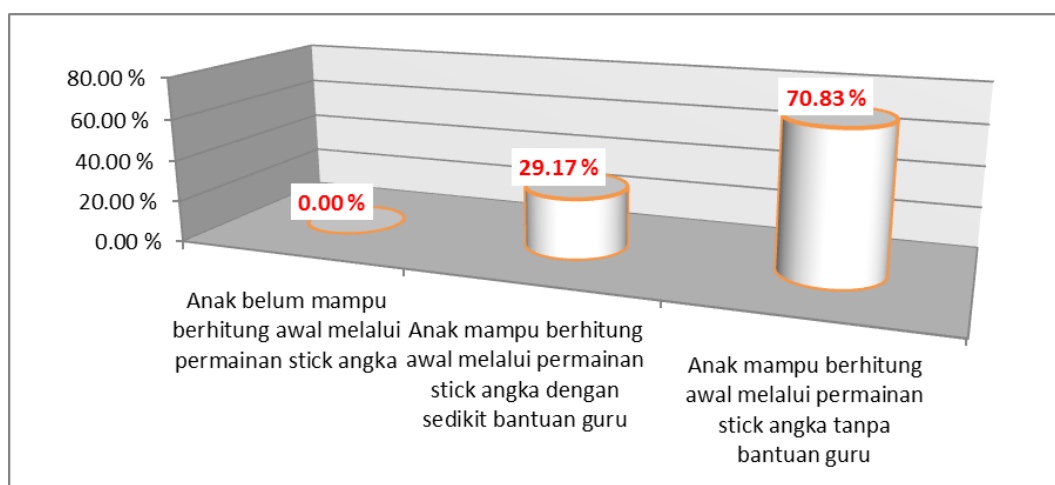 80.00 %
60.00 %
40.00 %
20.00 %
0.00 %
0.00 %
29.17 %
70.83 %
Anak belum mampu
berhitung awal melalui
permainan stick angka
Anak mampu berhitung
awal melalui permainan
stick angka dengan
sedikit bantuan guru
Anak mampu berhitung
awal melalui permainan
stick angka tanpa
bantuan guru